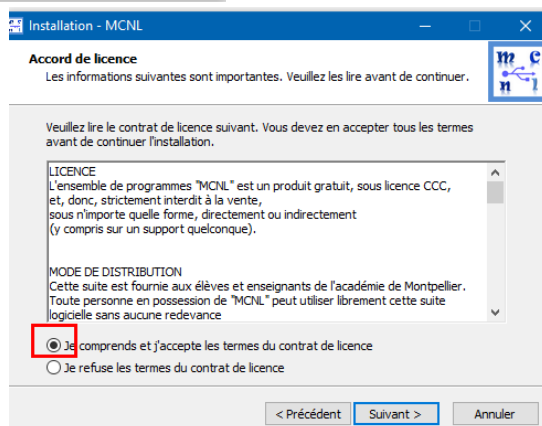 Installation - MCNL
Accord de licence
Les informations suivantes sont importantes. Veuillez les lire avant de continuer.
m c
n l
Veuillez lire le contrat de licence suivant. Vous devez en accepter tous les termes
avant de continuer l'installation.
LICENCE
L'ensemble de programmes "MCNL" est un produit gratuit, sous licence CCC,
et, donc, strictement interdit à la vente,
sous n'importe quelle forme, directement ou indirectement
(y compris sur un support quelconque).
MODE DE DISTRIBUTION
Cette suite est fournie aux élèves et enseignants de l'académie de Montpellier.
Toute personne en possession de "MCNL" peut utiliser librement cette suite
logicielle sans aucune redevance
Je comprends et j'accepte les termes du contrat de licence
Je refuse les termes du contrat de licence
< Précédent
Suivant >
Annuler